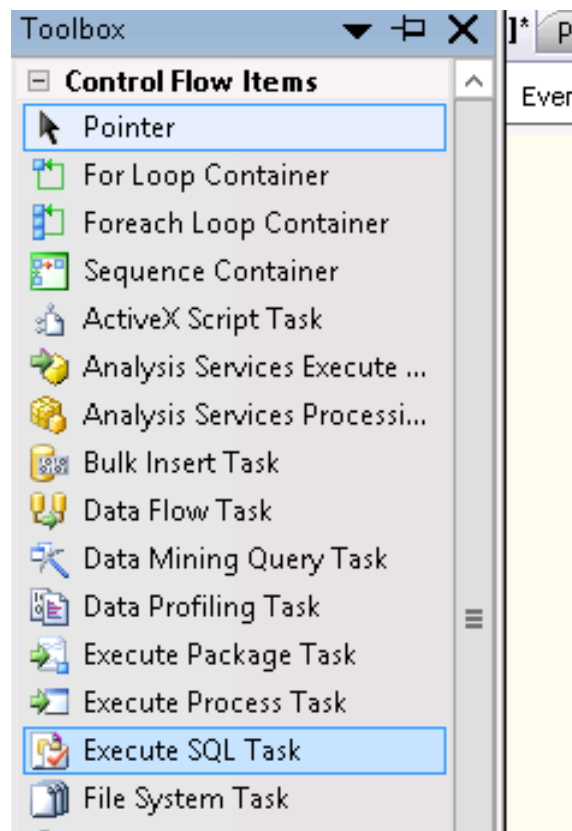 Toolbox
]* P
Control Flow Items
Ever
Pointer
For Loop Container
Foreach Loop Container
Sequence Container
ActiveX Script Task
Analysis Services Execute ...
Analysis Services Processi...
Bulk Insert Task
Data Flow Task
Data Mining Query Task
Data Profiling Task
Execute Package Task
Execute Process Task
Execute SQL Task
File System Task